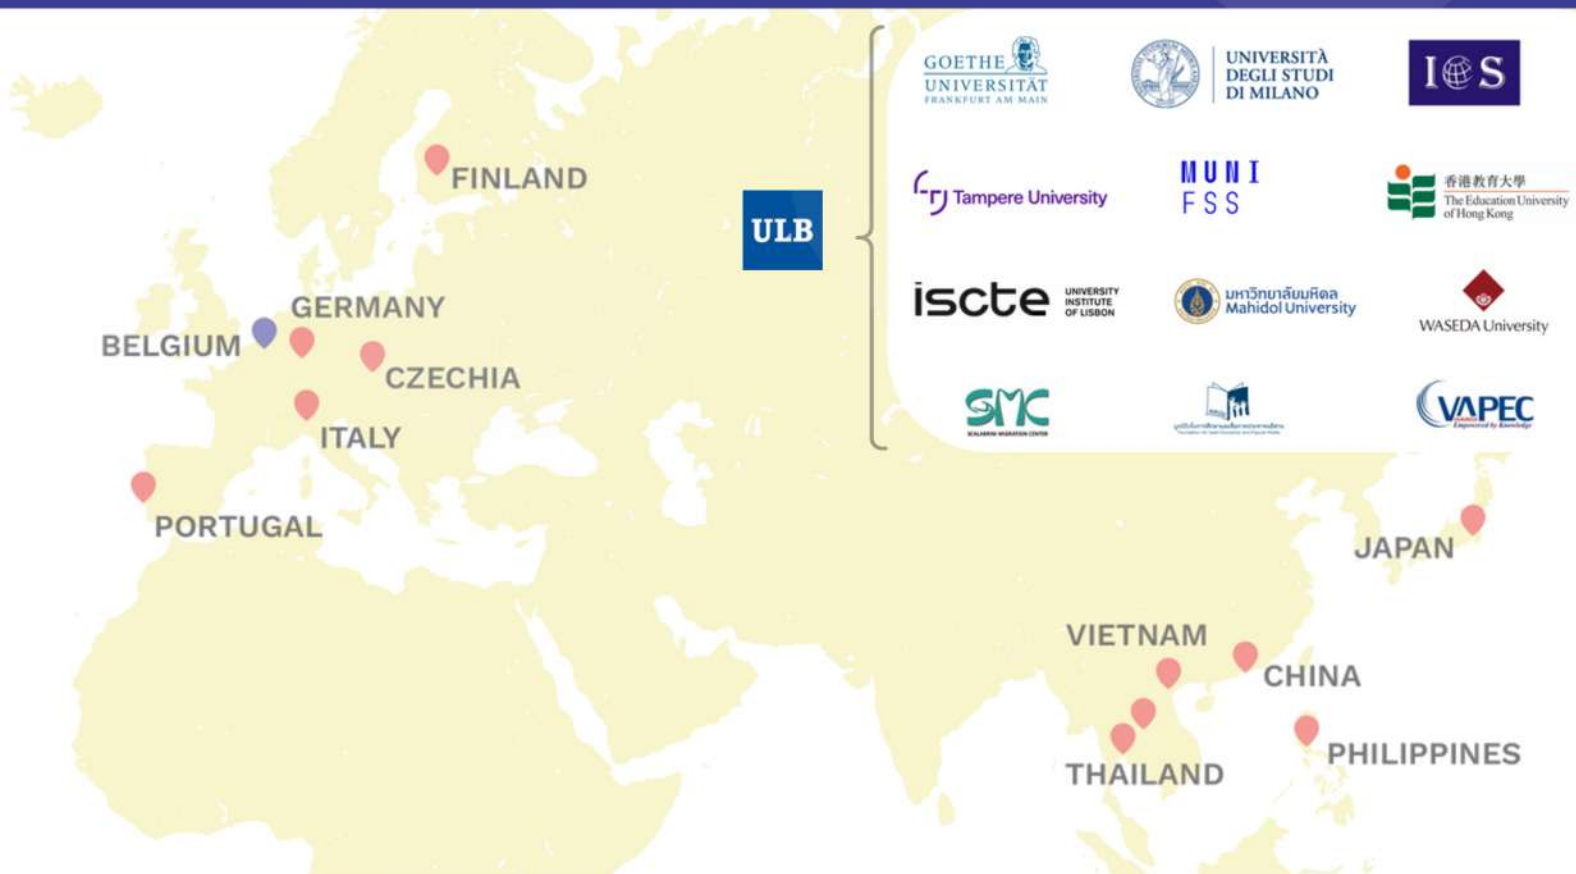 GOETHE
UNIVERSITÄT
FRANKFURT AM MAIN
UNIVERSITÀ
DEGLI STUDI
DI MILANO
I S
FINLAND
ULB
Tampere University
MUNI
FSS
香港教育大學
The Education University
of Hong Kong
GERMANY
BELGIUM
CZECHIA
ITALY
PORTUGAL
iscte
UNIVERSITY
INSTITUTE
OF LISBON
มหาวิทยาลัยมหิดล
Mahidol University
WASEDA University
SMC
SCALABRINI MIGRATION CENTER
VAPEC
Empowered by Knowledge
JAPAN
VIETNAM
CHINA
PHILIPPINES
THAILAND